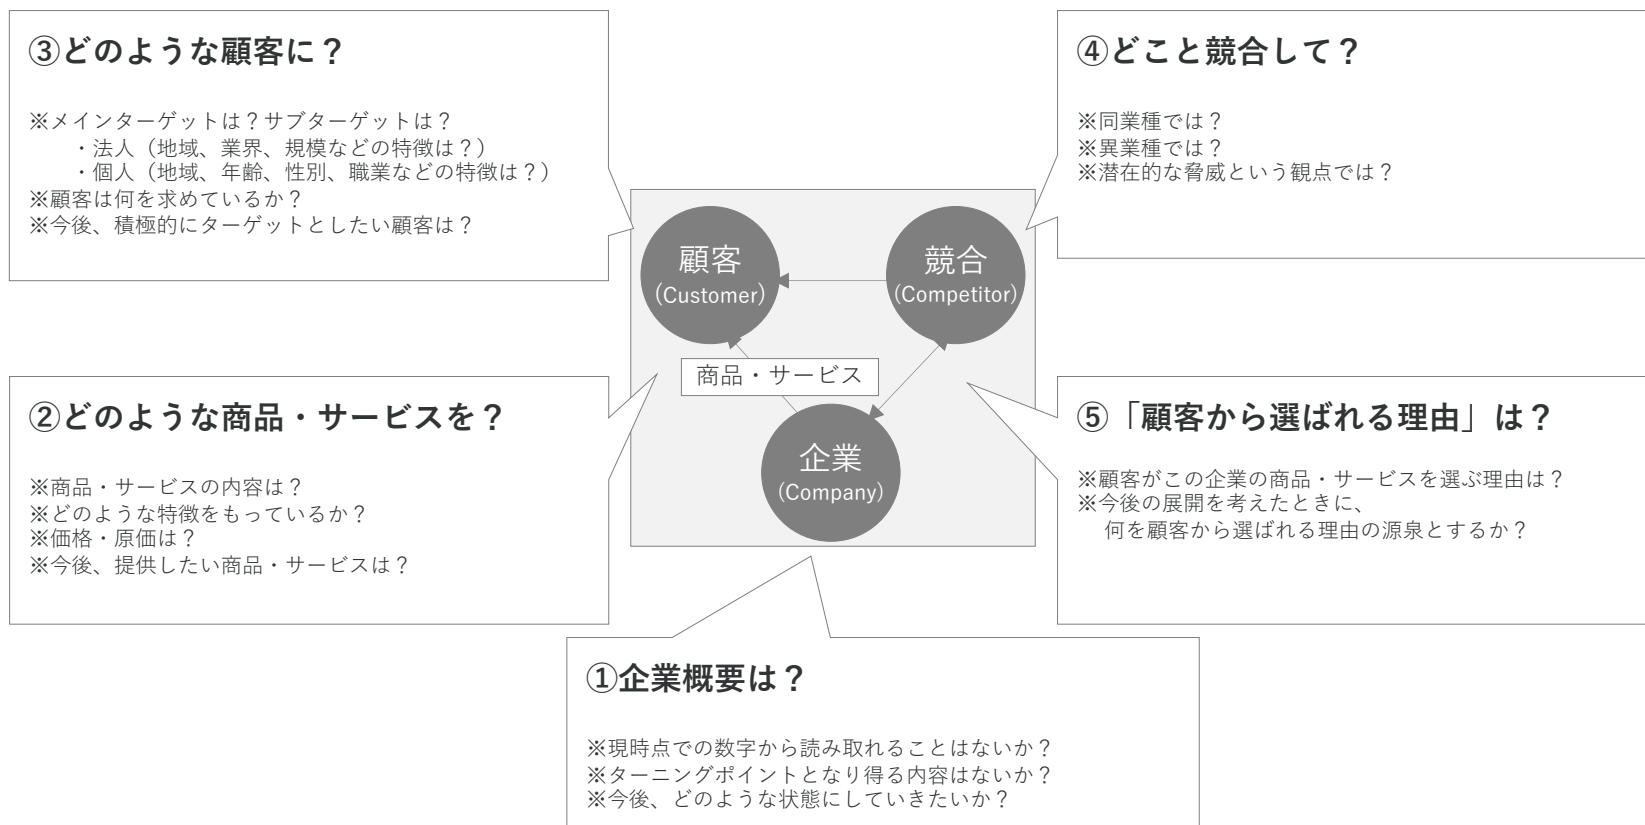 ③どのような顧客に？
※メインターゲットは？サブターゲットは？
・法人（地域、業界、規模などの特徴は？）
・個人（地域、年齢、性別、職業などの特徴は？）
※顧客は何を求めているか？
※今後、積極的にターゲットとしたい顧客は？
④どこと競合して？
※同業種では？
※異業種では？
※潜在的な脅威という観点では？
顧客
（Customer）
競合
（Competitor）
商品・サービス
企業
（Company）
②どのような商品・サービスを？
※商品・サービスの内容は？
※どのような特徴をもっているか？
※価格・原価は？
※今後、提供したい商品・サービスは？
⑤「顧客から選ばれる理由」は？
※顧客がこの企業の商品・サービスを選ぶ理由は？
※今後の展開を考えたときに、
何を顧客から選ばれる理由の源泉とするか？
①企業概要は？
※現時点での数字から読み取れることはないか？
※ターニングポイントとなり得る内容はないか？
※今後、どのような状態にしていきたいか？